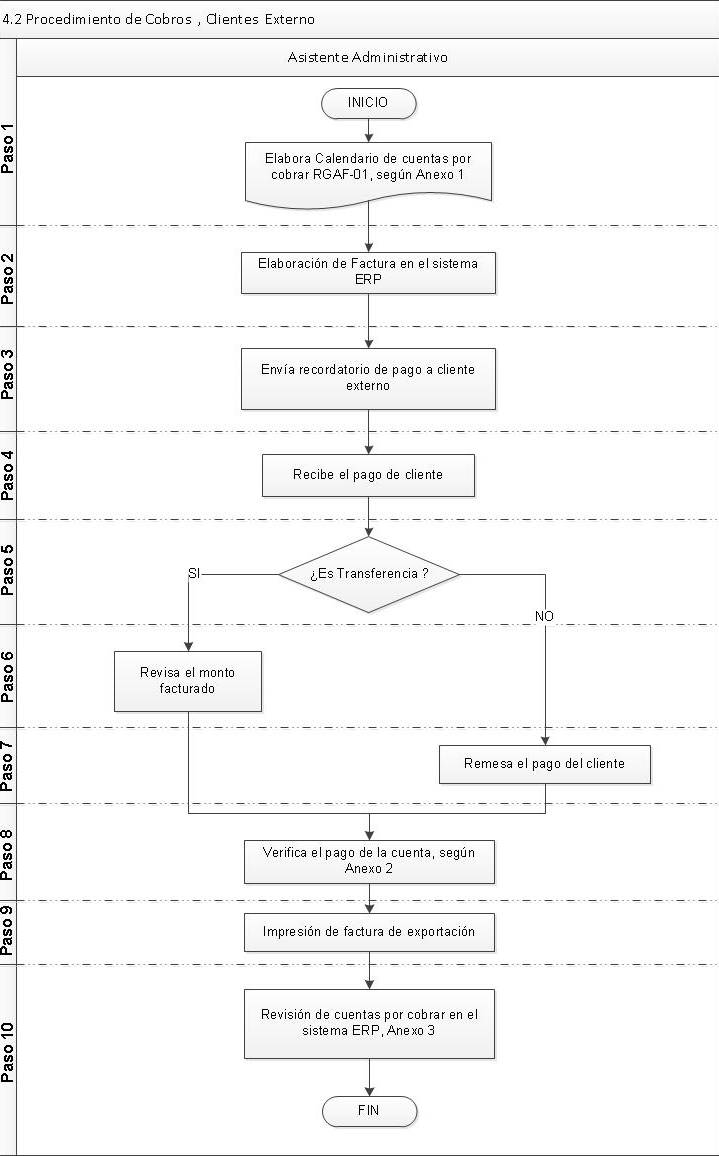 4.2 Procedimiento de Cobros , Clientes Externo
Asistente Administrativo
Paso 1
INICIO
Elabora Calendario de cuentas por
cobrar RGAF-01, según Anexo 1
Paso 2
Elaboración de Factura en el sistema
ERP
Paso 3
Envía recordatorio de pago a cliente
externo
Paso 4
Recibe el pago de cliente
Paso 5
¿Es Transferencia ?
SI
NO
Paso 6
Revisa el monto
facturado
Paso 7
Remesa el pago del cliente
Paso 8
Verifica el pago de la cuenta, según
Anexo 2
Paso 9
Impresión de factura de exportación
Paso 10
Revisión de cuentas por cobrar en el
sistema ERP, Anexo 3
FIN